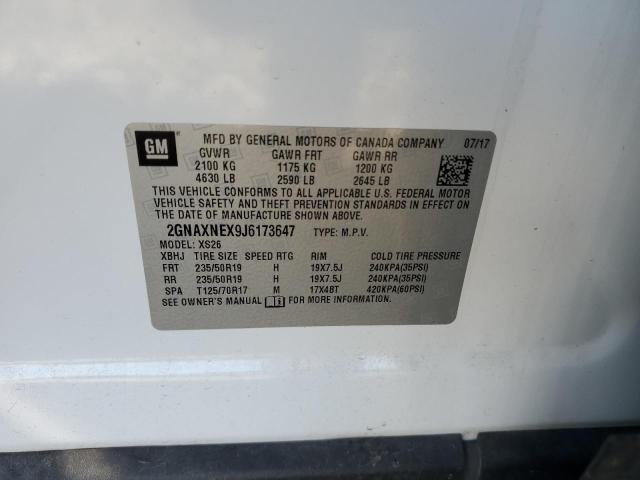 GM
MFD BY GENERAL MOTORS OF CANADA COMPANY 07/17
GVWR GAWR FRT GAWR RR
2100 KG 1175 KG 1200 KG
4630 LB 2590 LB 2645 LB
THIS VEHICLE CONFORMS TO ALL APPLICABLE U.S. FEDERAL MOTOR
VEHICLE SAFETY AND THEFT PREVENTION STANDARDS IN EFFECT ON
THE DATE OF MANUFACTURE SHOWN ABOVE.
2GNAXNEX9J6173647 TYPE: M.P.V.
MODEL: XS26
XBHJ TIRE SIZE SPEED RTG RIM COLD TIRE PRESSURE
FRT 235/50R19 H 19X7.5J 240KPA(35PSI)
RR 235/50R19 H 19X7.5J 240KPA(35PSI)
SPA T125/70R17 M 17X4BT 420KPA(60PSI)
SEE OWNER'S MANUAL FOR MORE INFORMATION.